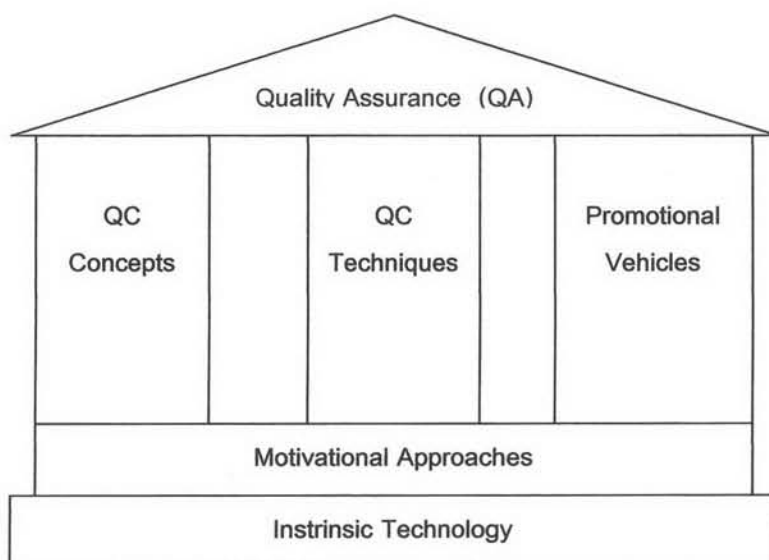 Quality Assurance (QA)
QC
Concepts
QC
Techniques
Promotional
Vehicles
Motivational Approaches
Instrinsic Technology